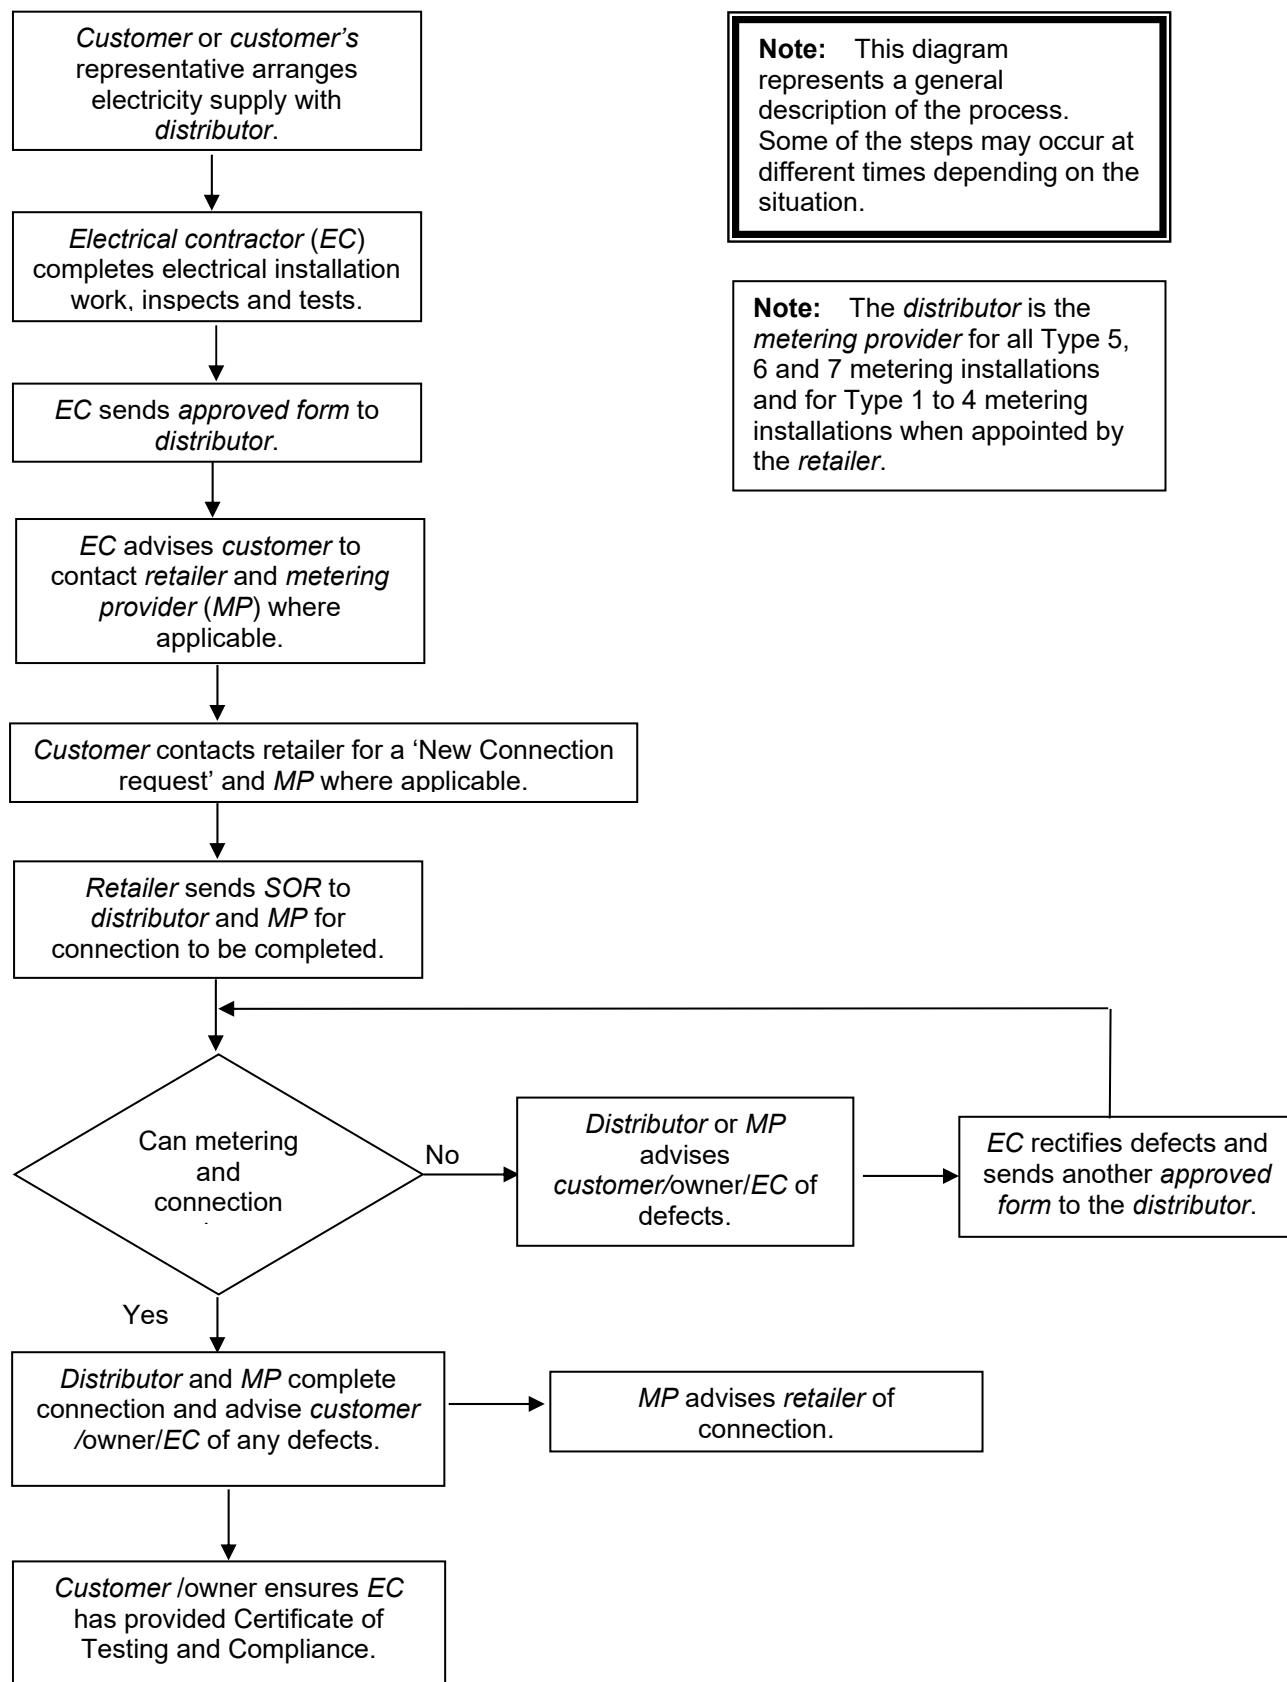 Customer or customer's
representative arranges
electricity supply with
distributor.
Note: This diagram
represents a general
description of the process.
Some of the steps may occur at
different times depending on the
situation.
Electrical contractor (EC)
completes electrical installation
work, inspects and tests.
Note: The distributor is the
metering provider for all Type 5,
6 and 7 metering installations
and for Type 1 to 4 metering
installations when appointed by
the retailer.
EC sends approved form to
distributor.
EC advises customer to
contact retailer and metering
provider (MP) where
applicable.
Customer contacts retailer for a ‘New Connection
request’ and MP where applicable.
Retailer sends SOR to
distributor and MP for
connection to be completed.
Can metering
and
connection
No
Distributor or MP
advises
customer/owner/EC of
defects.
EC rectifies defects and
sends another approved
form to the distributor.
Yes
Distributor and MP complete
connection and advise customer
/owner/EC of any defects.
MP advises retailer of
connection.
Customer /owner ensures EC
has provided Certificate of
Testing and Compliance.